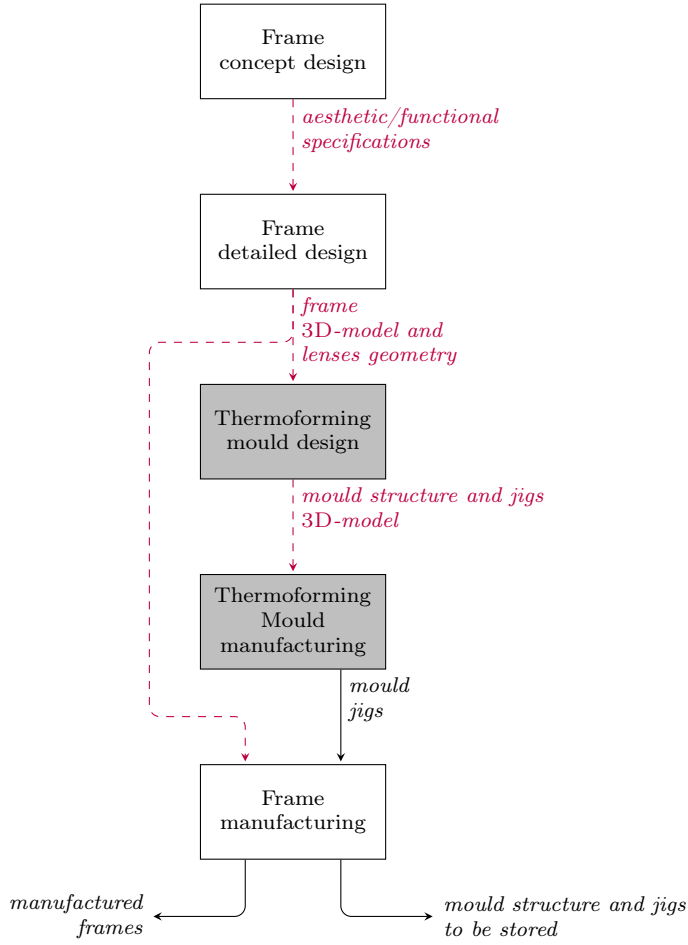 Frame
concept design
aesthetic/functional
specifications
Frame
detailed design
frame
3D-model and
lenses geometry
Thermoforming
mould design
mould structure and jigs
3D-model
Thermoforming
Mould
manufacturing
mould
jigs
Frame
manufacturing
manufactured
frames
mould structure and jigs
to be stored